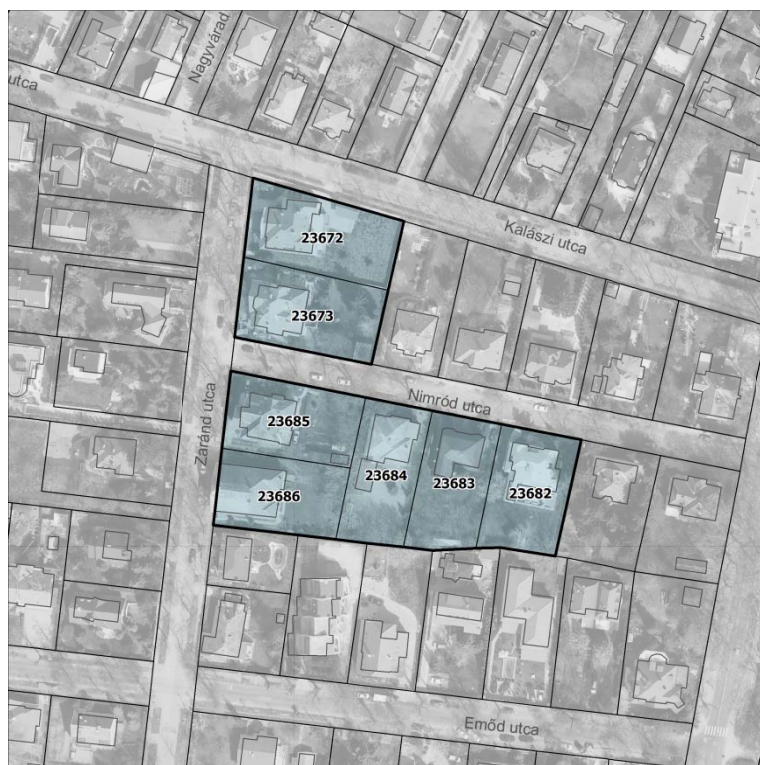 Nagyvárad
utca
Kalászi utca
23672
23673
Zaránd utca
Nimród utca
23685
23684
23683
23682
23686
Emőd utca